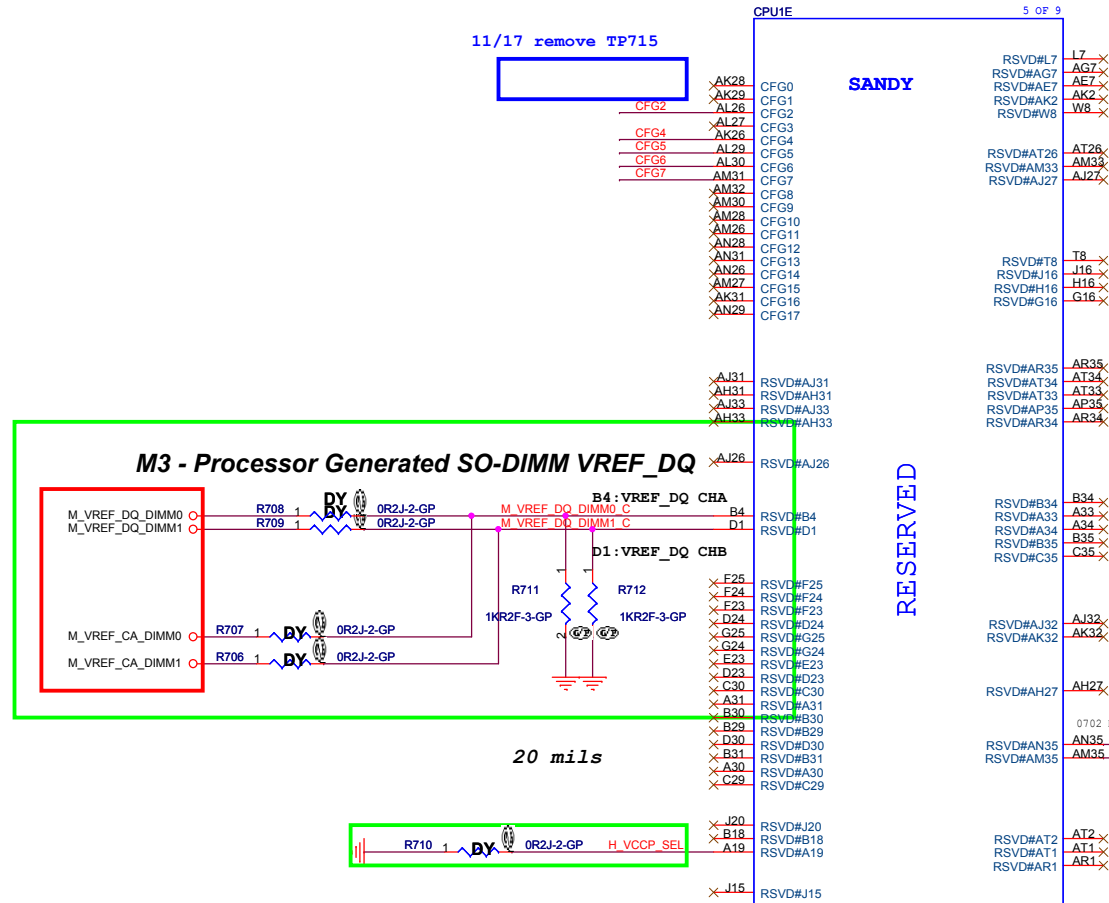 CPU1E
5 OF 9
11/17 remove TP715
SANDY
AK28 CFG0
AK29 CFG1
CFG2 AL26 CFG2
AL27 CFG3
CFG4 AK26 CFG4
CFG5 AL29 CFG5
CFG6 AL30 CFG6
CFG7 AM31 CFG7
AM32 CFG8
AM30 CFG9
AM28 CFG10
AM26 CFG11
AN28 CFG12
AN31 CFG13
AN26 CFG14
AM27 CFG15
AK31 CFG16
AN29 CFG17
RSVD#L7 L7
RSVD#AG7 AG7
RSVD#AE7 AE7
RSVD#AK2 AK2
RSVD#W8 W8
RSVD#AT26 AT26
RSVD#AM33 AM33
RSVD#AJ27 AJ27
RSVD#T8 T8
RSVD#J16 J16
RSVD#H16 H16
RSVD#G16 G16
AJ31 RSVD#AJ31
AH31 RSVD#AH31
AJ33 RSVD#AJ33
AH33 RSVD#AH33
RSVD#AR35 AR35
RSVD#AT34 AT34
RSVD#AT33 AT33
RSVD#AP35 AP35
RSVD#AR34 AR34
M3 - Processor Generated SO-DIMM VREF_DQ
AJ26 RSVD#AJ26
RESERVED
B4:VREF_DQ CHA
M_VREF_DQ_DIMM0 R708 1 DY 0R2J-2-GP M_VREF_DQ_DIMM0_C B4 RSVD#B4
M_VREF_DQ_DIMM1 R709 1 DY 0R2J-2-GP M_VREF_DQ_DIMM1_C D1 RSVD#D1
D1:VREF_DQ CHB
RSVD#B34 B34
RSVD#A33 A33
RSVD#A34 A34
RSVD#B35 B35
RSVD#C35 C35
R711 1
1KR2F-3-GP
2
R712 1
1KR2F-3-GP
M_VREF_CA_DIMM0 R707 1 DY 0R2J-2-GP
M_VREF_CA_DIMM1 R706 1 DY 0R2J-2-GP
F25 RSVD#F25
F24 RSVD#F24
F23 RSVD#F23
D24 RSVD#D24
G25 RSVD#G25
G24 RSVD#G24
E23 RSVD#E23
D23 RSVD#D23
C30 RSVD#C30
A31 RSVD#A31
B30 RSVD#B30
B29 RSVD#B29
D30 RSVD#D30
B31 RSVD#B31
A30 RSVD#A30
C29 RSVD#C29
RSVD#AJ32 AJ32
RSVD#AK32 AK32
RSVD#AH27 AH27
0702
RSVD#AN35 AN35
RSVD#AM35 AM35
20 mils
J20 RSVD#J20
B18 RSVD#B18
R710 1 DY 0R2J-2-GP H_VCCP_SEL A19 RSVD#A19
RSVD#AT2 AT2
RSVD#AT1 AT1
RSVD#AR1 AR1
J15 RSVD#J15